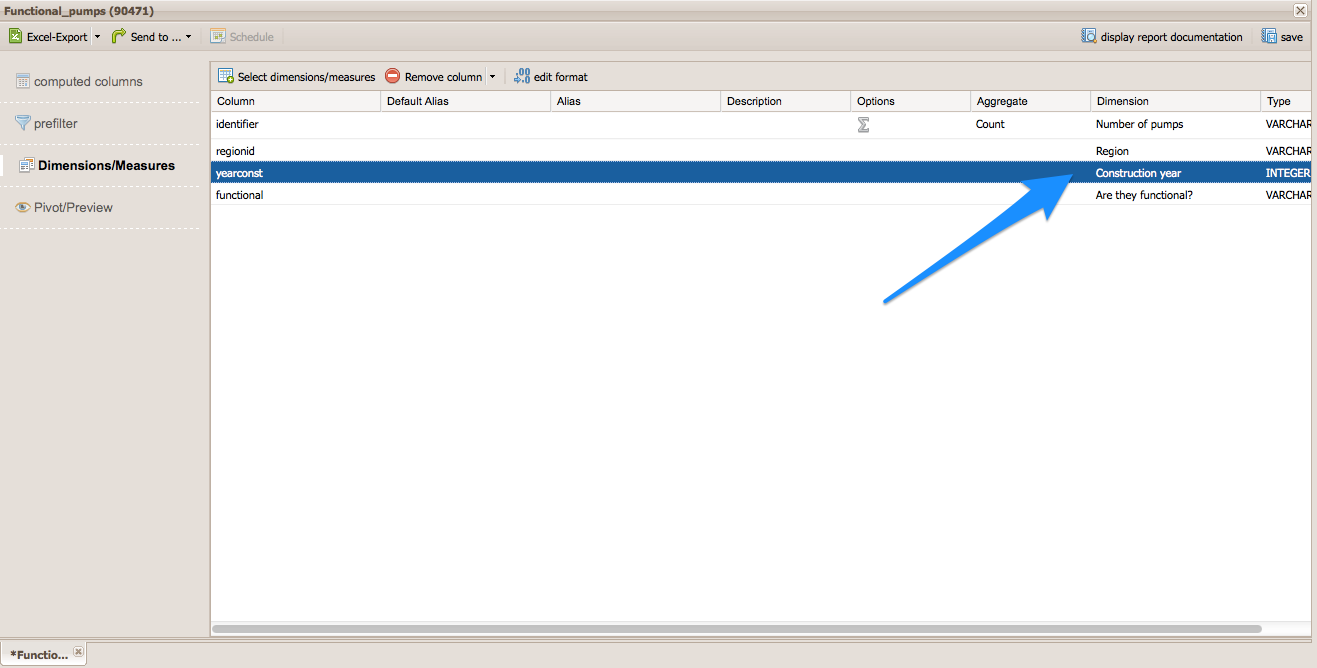 Functional_pumps (90471)
Excel-Export Send to ... Schedule display report documentation save
computed columns
prefilter
Dimensions/Measures
Pivot/Preview
Select dimensions/measures Remove column edit format
Column Default Alias Alias Description Options Aggregate Dimension Type
identifier Σ Count Number of pumps VARCHAR
regionid Region VARCHAR
yearconst Construction year INTEGER
functional Are they functional? VARCHAR
*Functio...